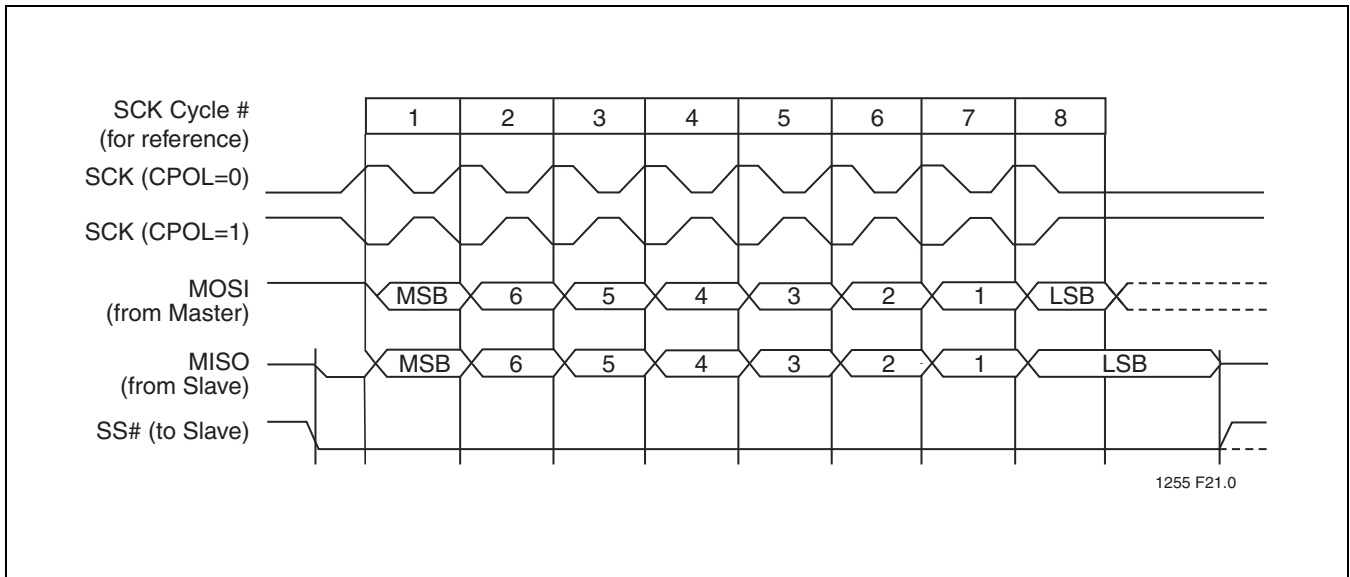 SCK Cycle #
(for reference)
1 2 3 4 5 6 7 8
SCK (CPOL=0)
SCK (CPOL=1)
MOSI
(from Master)
MSB 6 5 4 3 2 1 LSB
MISO
(from Slave)
MSB 6 5 4 3 2 1 LSB
SS# (to Slave)
1255 F21.0